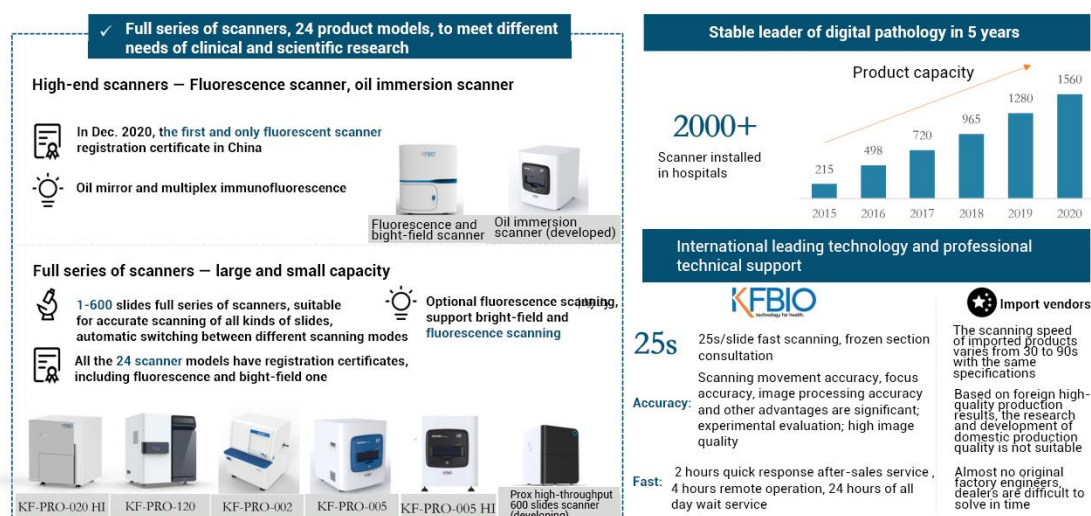 ✓ Full series of scanners, 24 product models, to meet different
needs of clinical and scientific research
High-end scanners — Fluorescence scanner, oil immersion scanner
In Dec. 2020, the first and only fluorescent scanner
registration certificate in China
Oil mirror and multiplex immunofluorescence
KFBIO
Fluorescence and
bight-field scanner
Oil immersion
scanner (developed)
Full series of scanners — large and small capacity
1-600 slides full series of scanners, suitable
for accurate scanning of all kinds of slides,
automatic switching between different scanning modes
Optional fluorescence scanning,
support bright-field and
fluorescence scanning
All the 24 scanner models have registration certificates,
including fluorescence and bight-field one
KF-PRO-020 HI
KF-PRO-120
KF-PRO-002
KF-PRO-005
KF-PRO-005 HI
Prox high-throughput
600 slides scanner
(developing)
Stable leader of digital pathology in 5 years
2000+
Scanner installed
in hospitals
Product capacity
215
498
720
965
1280
1560
2015
2016
2017
2018
2019
2020
International leading technology and professional
technical support
KFBIO
technology for health.
Import vendors
25s
25s/slide fast scanning, frozen section
consultation
The scanning speed
of imported products
varies from 30 to 90s
with the same
specifications
Accuracy:
Scanning movement accuracy, focus
accuracy, image processing accuracy
and other advantages are significant;
experimental evaluation; high image
quality
Based on foreign high-
quality production
results, the research
and development of
domestic production
quality is not suitable
Fast:
2 hours quick response after-sales service ,
4 hours remote operation, 24 hours of all
day wait service
Almost no original
factory engineers,
dealers are difficult to
solve in time